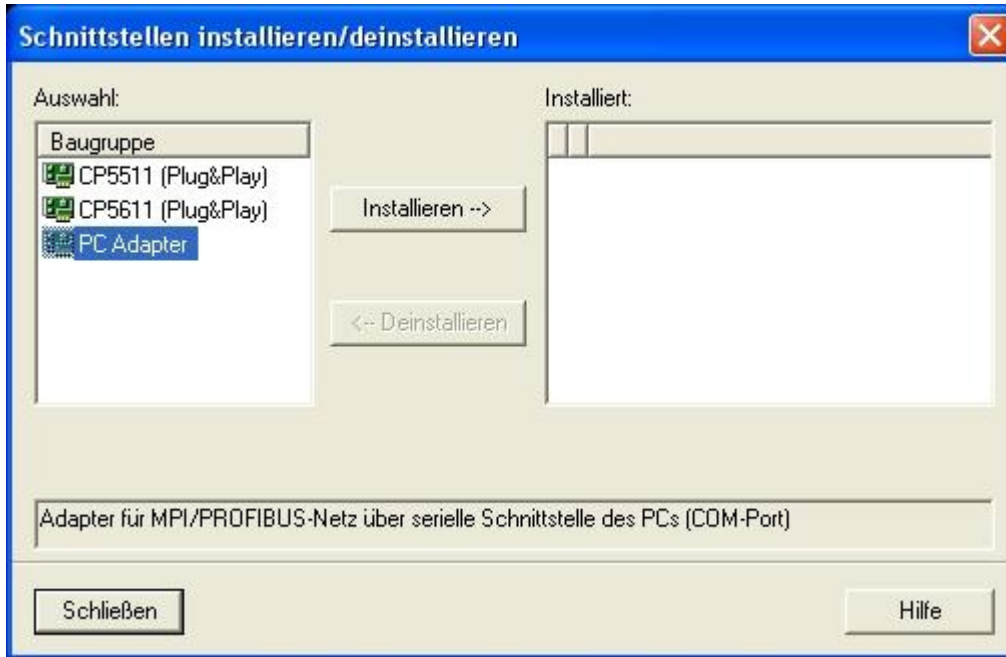 Schnittstellen installieren/deinstallieren
Auswahl:
Installiert:
Baugruppe
CP5511 (Plug&Play)
CP5611 (Plug&Play)
PC Adapter
Installieren -->
<-- Deinstallieren
Adapter für MPI/PROFIBUS-Netz über serielle Schnittstelle des PCs (COM-Port)
Schließen
Hilfe